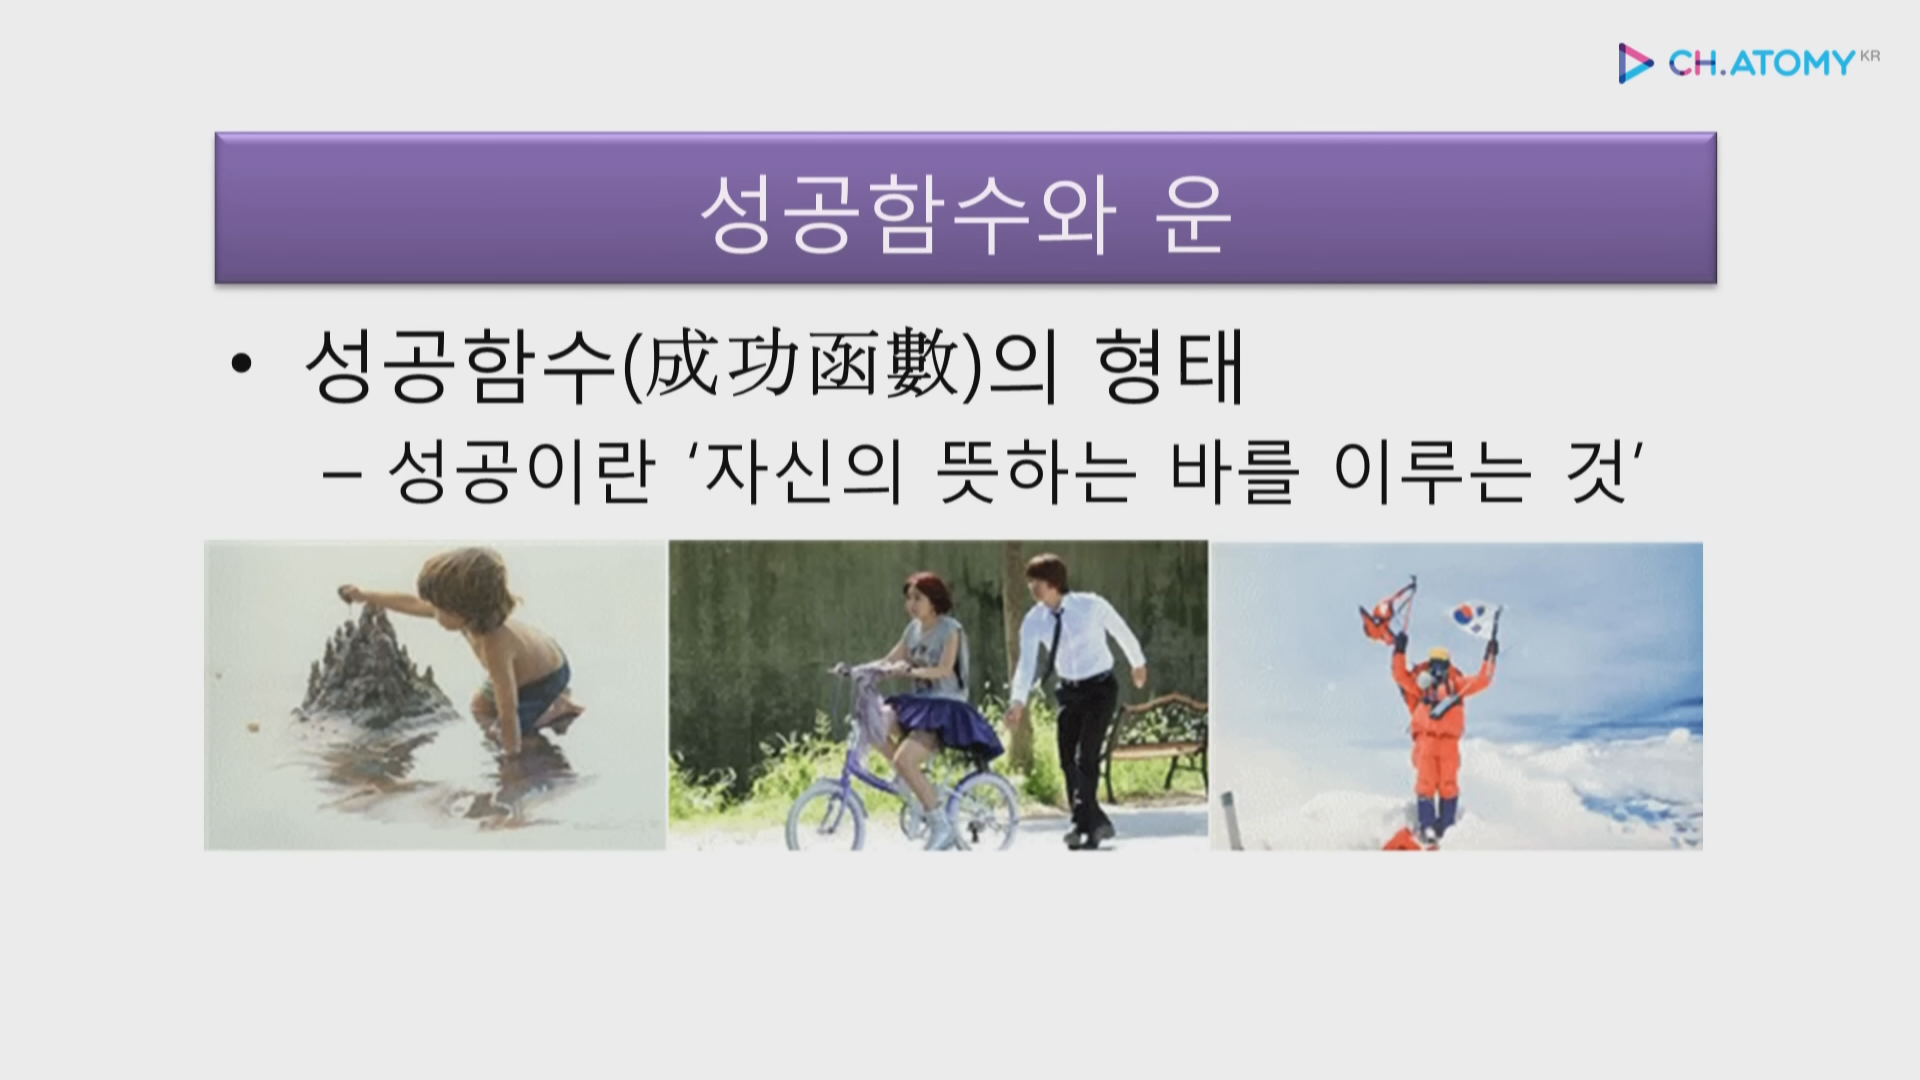 CH.ATOMY KR
성공함수와 운
• 성공함수(成功函數)의 형태
– 성공이란 ‘자신의 뜻하는 바를 이루는 것’